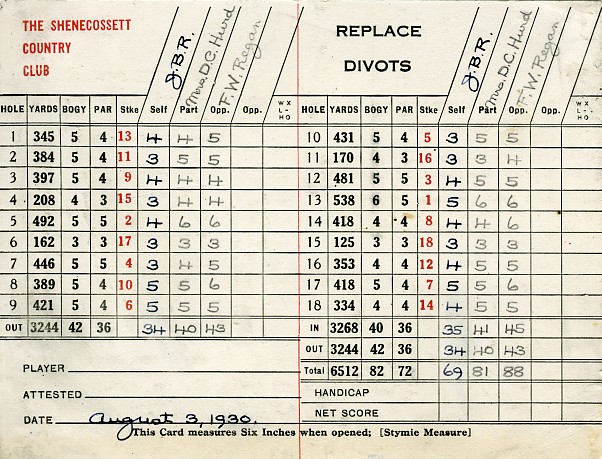 THE SHENECOSSETT
COUNTRY
CLUB
J.B.R.
Mrs. D.C. Hurd
F.W. Regan
HOLE YARDS BOGY PAR Stke Self Part Opp. Opp. W X L - H O
1 345 5 4 13 4 4 5
2 384 5 4 11 3 5 5
3 397 5 4 9 4 4 4
4 208 4 3 15 3 4 4
5 492 5 5 2 4 6 6
6 162 3 3 17 3 3 3
7 446 5 5 4 3 4 5
8 389 5 4 10 5 5 6
9 421 5 4 6 5 5 5
OUT 3244 42 36 34 40 43
PLAYER
ATTESTED
DATE August 3, 1930.
REPLACE
DIVOTS
J.B.R.
Mrs. D.C. Hurd
F.W. Regan
HOLE YARDS BOGY PAR Stke Self Part Opp. Opp. W X L - H O
10 431 5 4 5 3 5 5
11 170 4 3 16 3 3 4
12 481 5 5 3 4 5 5
13 538 6 5 1 5 6 6
14 418 4 4 8 4 4 6
15 125 3 3 18 3 3 3
16 353 4 4 12 4 5 5
17 418 5 4 7 5 5 6
18 334 4 4 14 4 5 5
IN 3268 40 36 35 41 45
OUT 3244 42 36 34 40 43
Total 6512 82 72 69 81 88
HANDICAP
NET SCORE
This Card measures Six Inches when opened; [Stymie Measure]